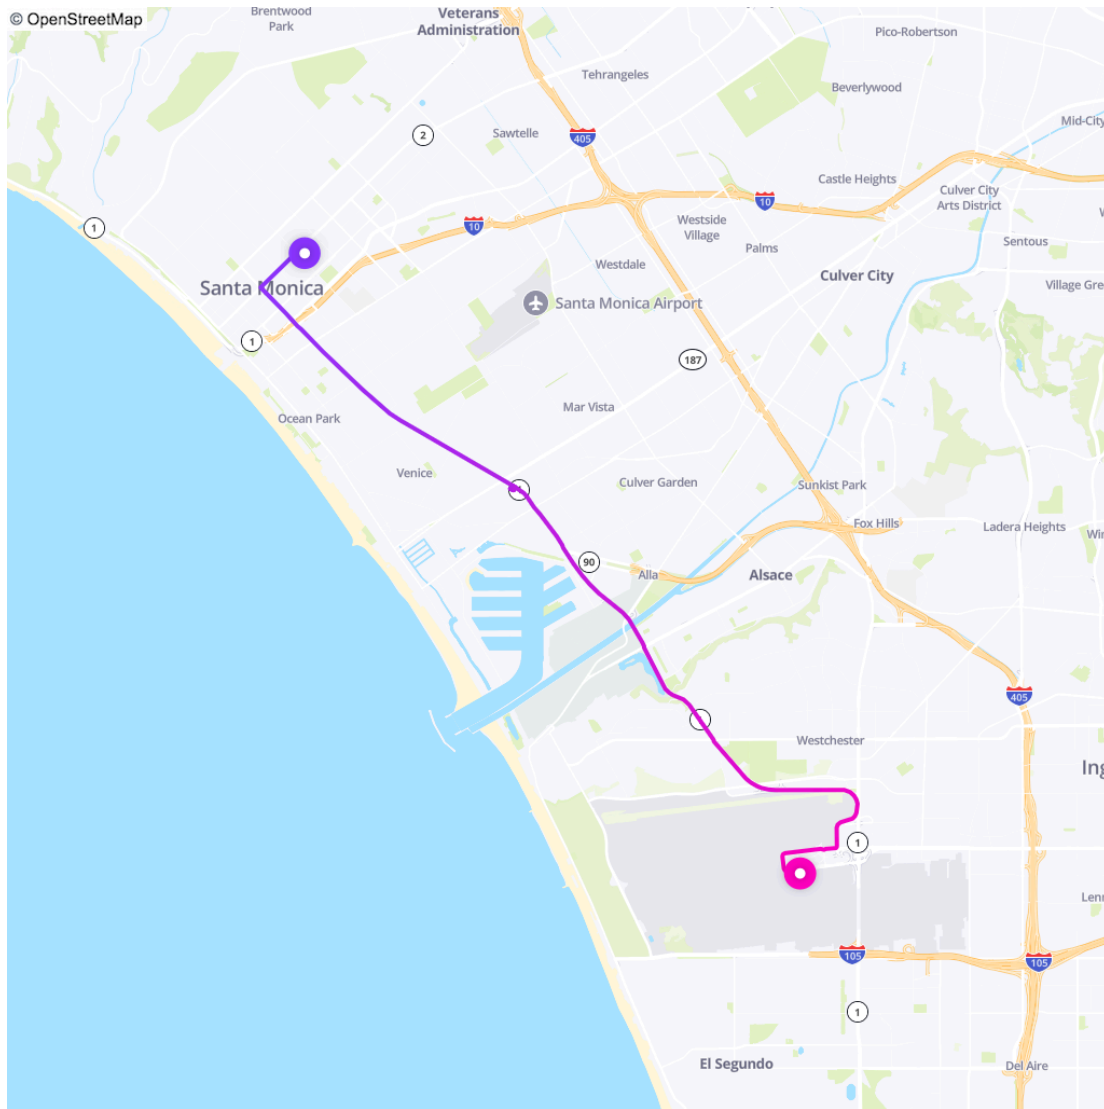 © OpenStreetMap
Brentwood
Park
Veterans
Administration
Pico-Robertson
Tehrangeles
Beverlywood
2
Sawtelle
405
Mid-City
Castle Heights
Culver City
Arts District
10
10
1
Westside
Village
Palms
Sentous
Westdale
Culver City
Santa Monica
Village Gre
Santa Monica Airport
1
187
Mar Vista
Ocean Park
Venice
Culver Garden
Sunkist Park
Fox Hills
Ladera Heights
Win
90
Alla
Alsace
405
Westchester
Ing
1
Lenn
105
105
1
El Segundo
Del Aire